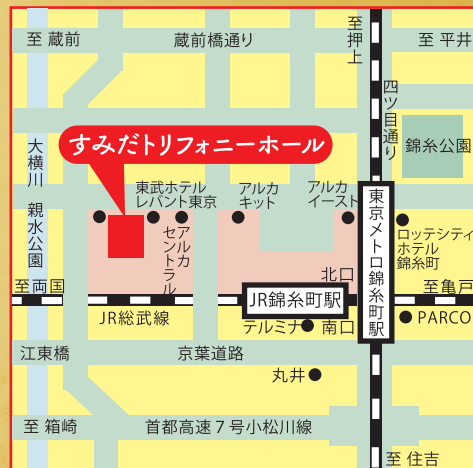 至 蔵前
蔵前橋通り
至押上
至 平井
四ツ目通り
錦糸公園
すみだトリフォニーホール
大横川 親水公園
東武ホテル
レバント東京
アルカ
セントラル
アルカ
キット
アルカ
イースト
東京メトロ錦糸町駅
ロッテシティ
ホテル
錦糸町
北口
至両国
JR錦糸町駅
至亀戸
JR総武線
テルミナ
南口
PARCO
江東橋
京葉道路
丸井
至 箱崎
首都高速7号小松川線
至 住吉